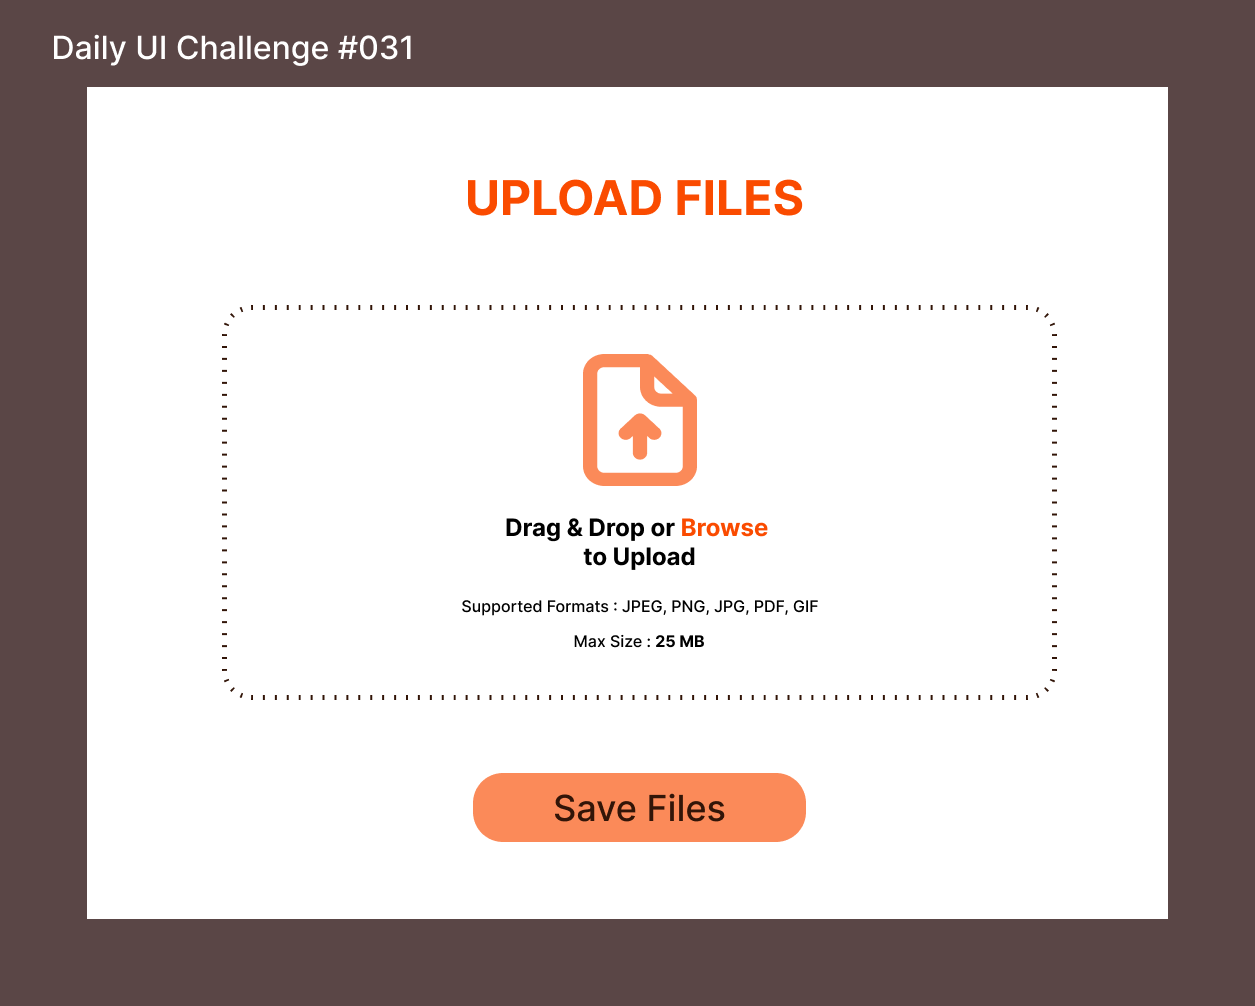 Daily UI Challenge #031
UPLOAD FILES
Drag & Drop or Browse
to Upload
Supported Formats : JPEG, PNG, JPG, PDF, GIF
Max Size : 25 MB
Save Files